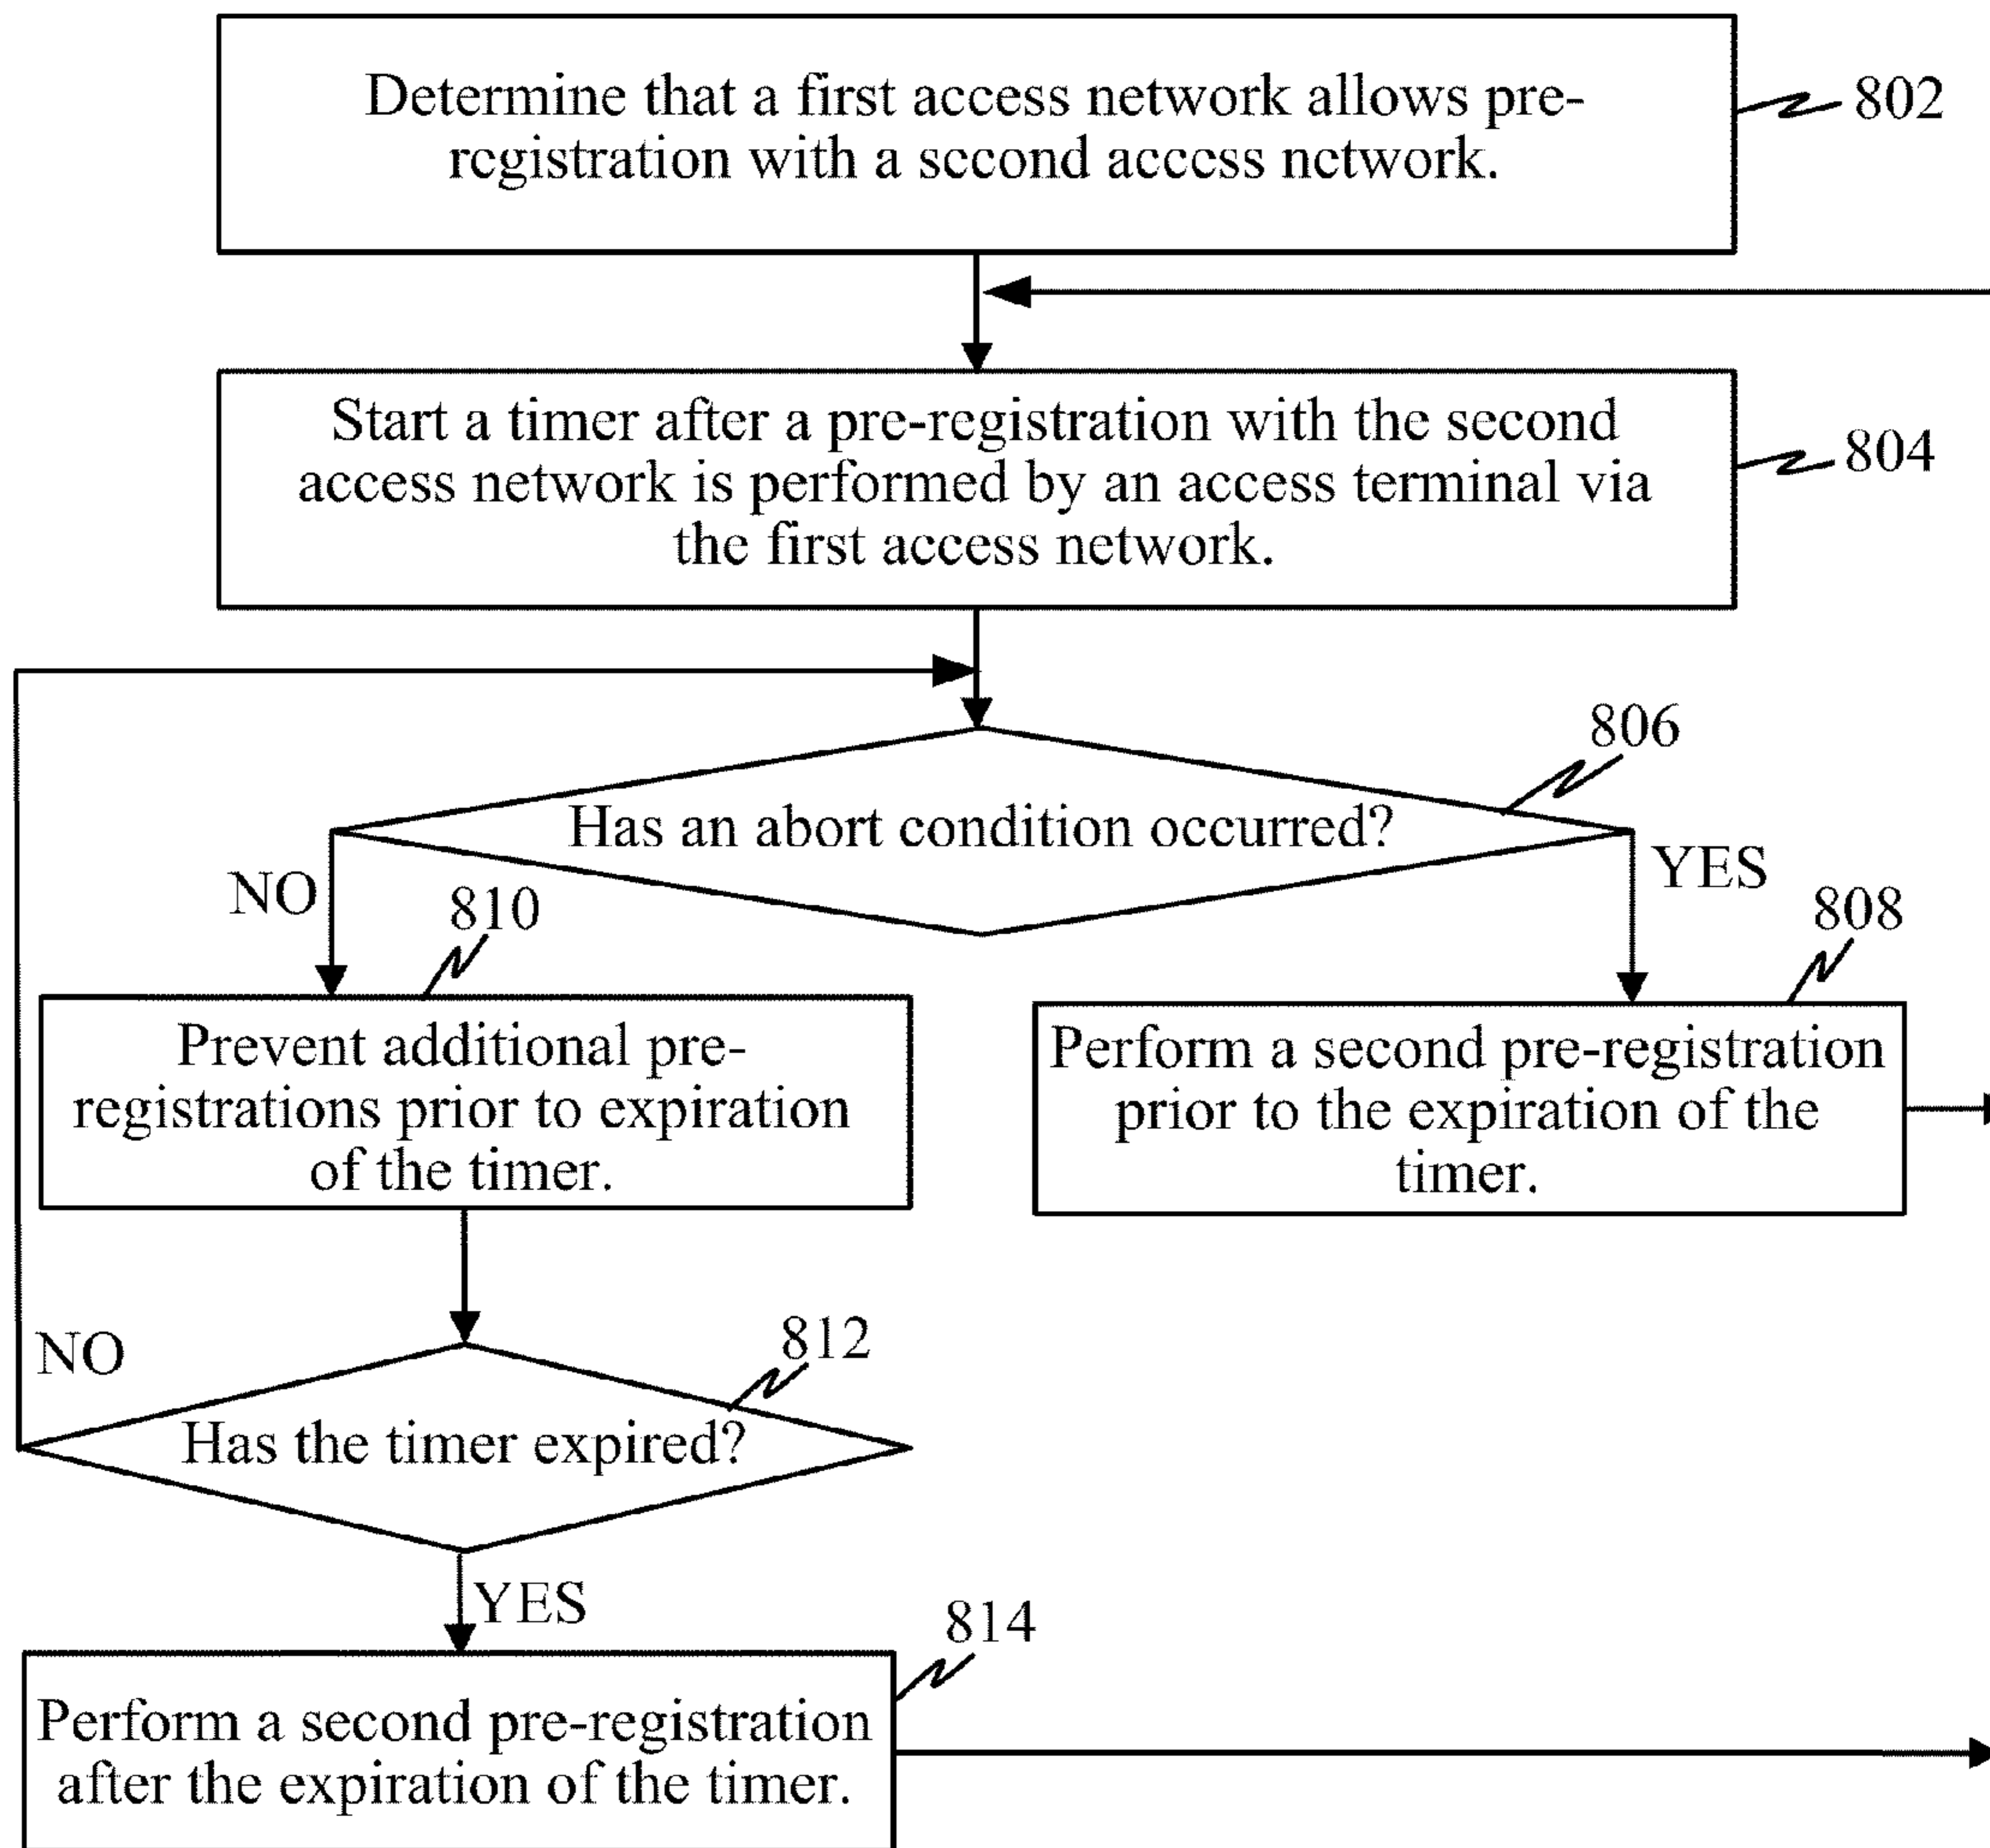 Determine that a first access network allows pre-
registration with a second access network.
802
Start a timer after a pre-registration with the second
access network is performed by an access terminal via
the first access network.
804
806
Has an abort condition occurred?
NO
YES
810
808
Prevent additional pre-
registrations prior to expiration
of the timer.
Perform a second pre-registration
prior to the expiration of the
timer.
NO
812
Has the timer expired?
YES
814
Perform a second pre-registration
after the expiration of the timer.